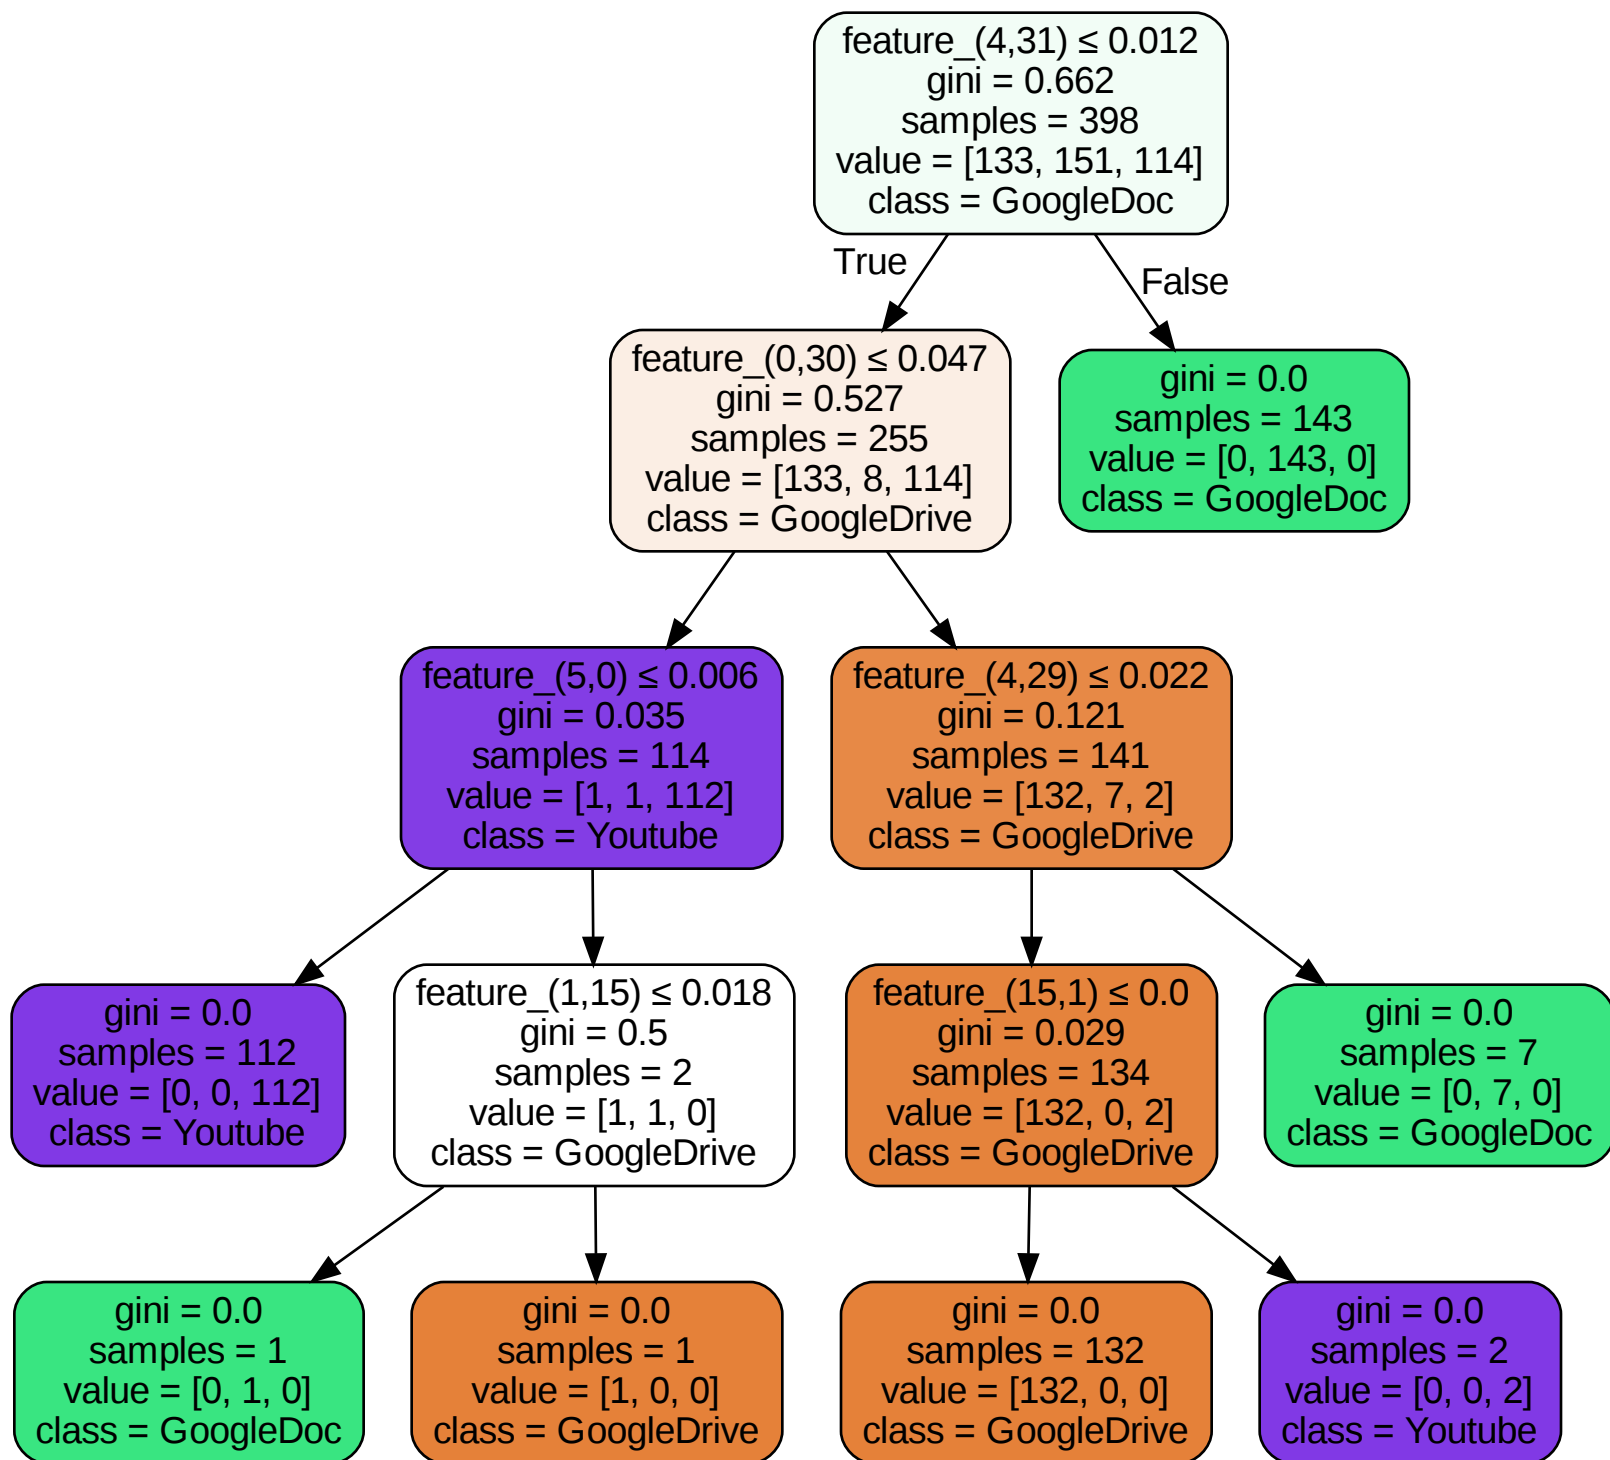 feature_(4,31) ≤ 0.012
gini = 0.662
samples = 398
value = [133, 151, 114]
class = GoogleDoc
True
False
feature_(0,30) ≤ 0.047
gini = 0.527
samples = 255
value = [133, 8, 114]
class = GoogleDrive
gini = 0.0
samples = 143
value = [0, 143, 0]
class = GoogleDoc
feature_(5,0) ≤ 0.006
gini = 0.035
samples = 114
value = [1, 1, 112]
class = Youtube
feature_(4,29) ≤ 0.022
gini = 0.121
samples = 141
value = [132, 7, 2]
class = GoogleDrive
gini = 0.0
samples = 112
value = [0, 0, 112]
class = Youtube
feature_(1,15) ≤ 0.018
gini = 0.5
samples = 2
value = [1, 1, 0]
class = GoogleDrive
feature_(15,1) ≤ 0.0
gini = 0.029
samples = 134
value = [132, 0, 2]
class = GoogleDrive
gini = 0.0
samples = 7
value = [0, 7, 0]
class = GoogleDoc
gini = 0.0
samples = 1
value = [0, 1, 0]
class = GoogleDoc
gini = 0.0
samples = 1
value = [1, 0, 0]
class = GoogleDrive
gini = 0.0
samples = 132
value = [132, 0, 0]
class = GoogleDrive
gini = 0.0
samples = 2
value = [0, 0, 2]
class = Youtube